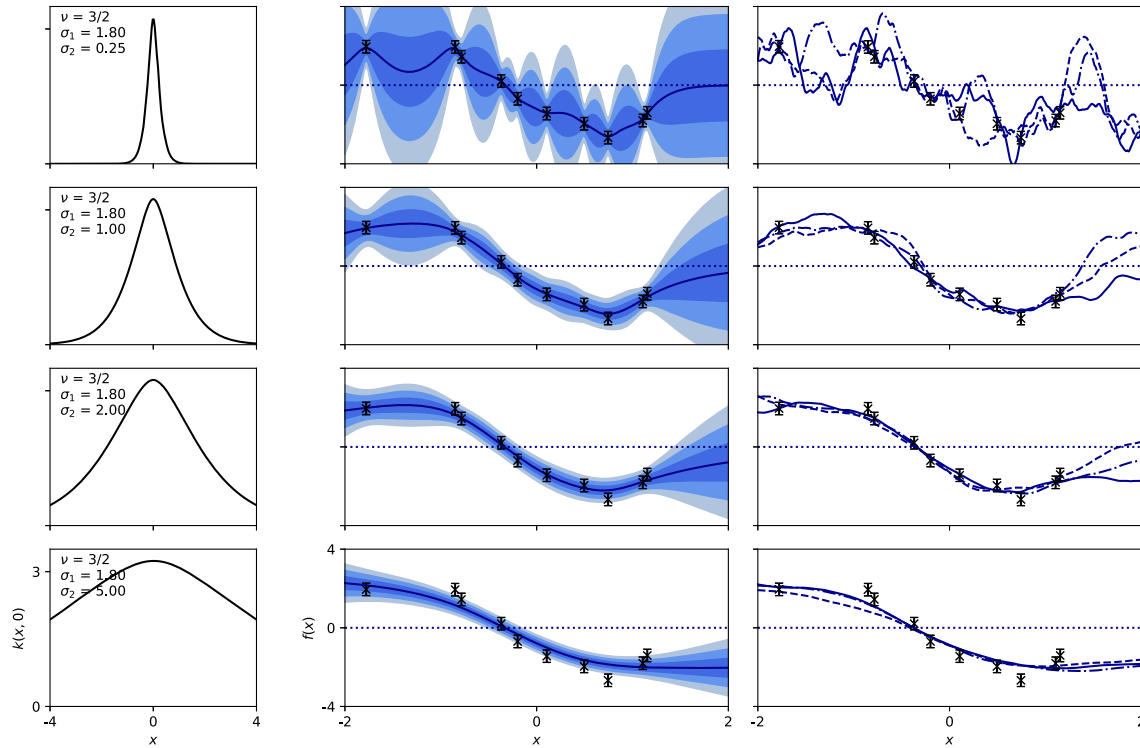 ν = 3/2
σ₁ = 1.80
σ₂ = 0.25
ν = 3/2
σ₁ = 1.80
σ₂ = 1.00
ν = 3/2
σ₁ = 1.80
σ₂ = 2.00
ν = 3/2
σ₁ = 1.80
σ₂ = 5.00
3
0
k(x, 0)
-4
0
4
x
4
0
-4
f(x)
-2
0
2
x
-2
0
2
x